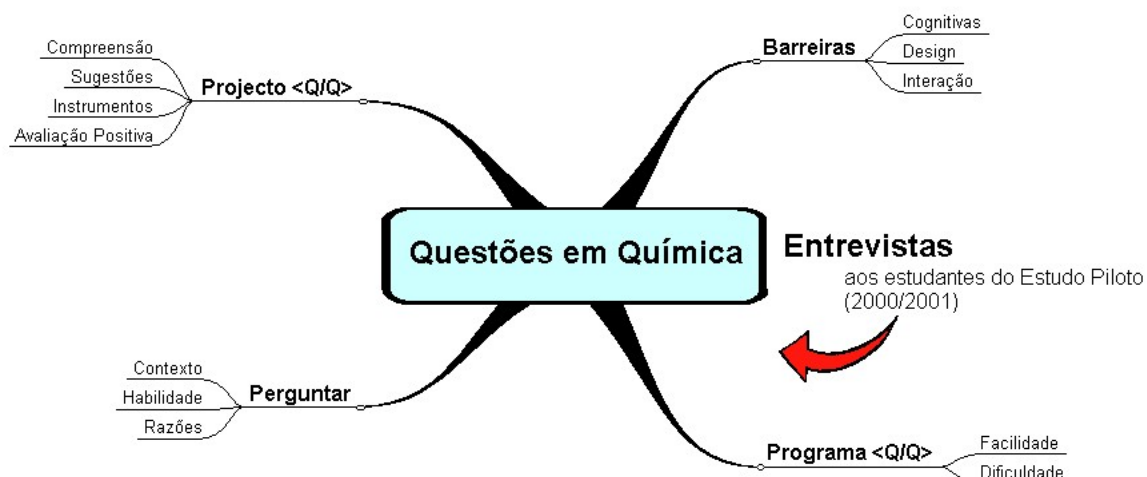 Projecto <Q/Q>
Compreensão
Sugestões
Instrumentos
Avaliação Positiva
Barreiras
Cognitivas
Design
Interação
Questões em Química
Entrevistas
aos estudantes do Estudo Piloto
(2000/2001)
Perguntar
Contexto
Habilidade
Razões
Programa <Q/Q>
Facilidade
Dificuldade